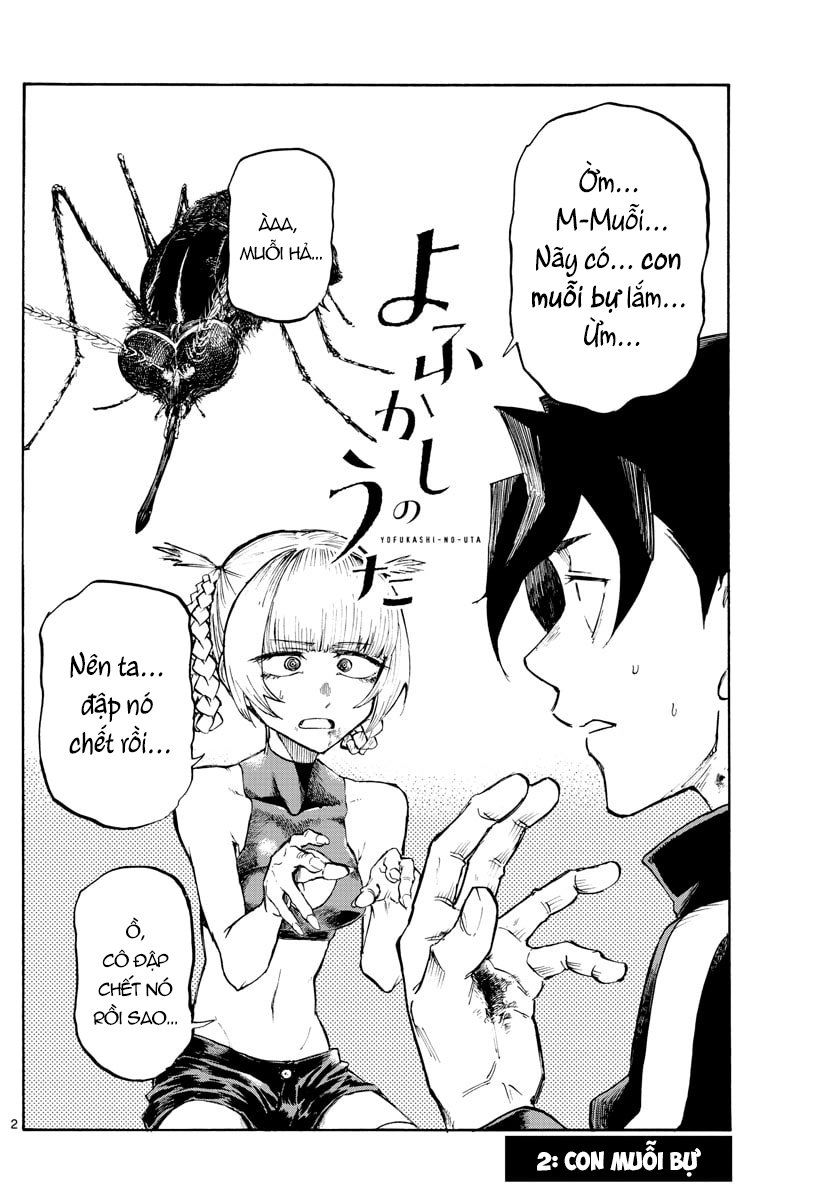 Ờm...
M-Muỗi...
Nãy có... con
muỗi bự lắm...
Ừm...
ÀAA,
MUỖI HẢ...
よふかしのうた
YOFUKASHI-NO-UTA
Nên ta...
đập nó
chết rồi...
Ồ,
CÔ ĐẬP
CHẾT NÓ
RỒI SAO...
2
2: CON MUỖI BỰ